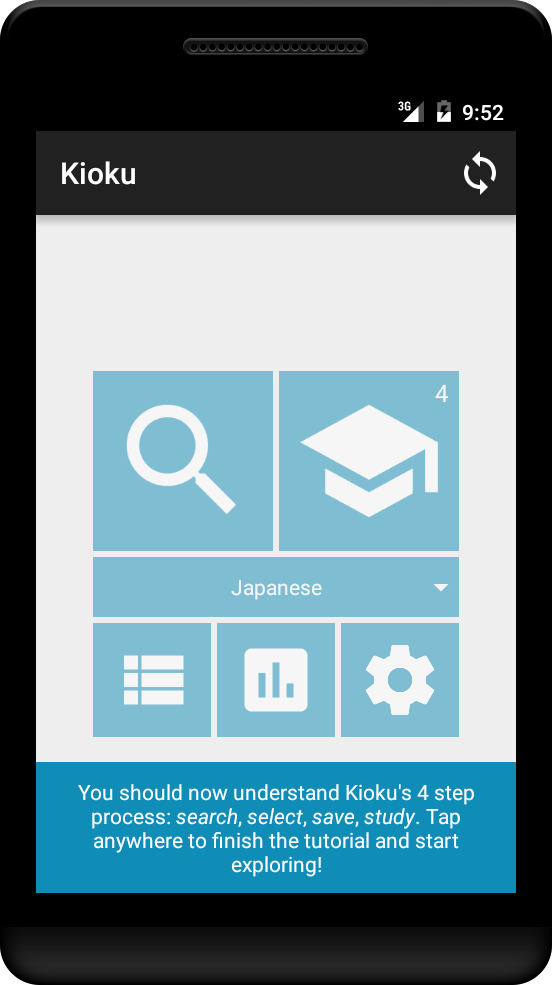 3G 9:52
Kioku
4
Japanese
You should now understand Kioku's 4 step
process: search, select, save, study. Tap
anywhere to finish the tutorial and start
exploring!